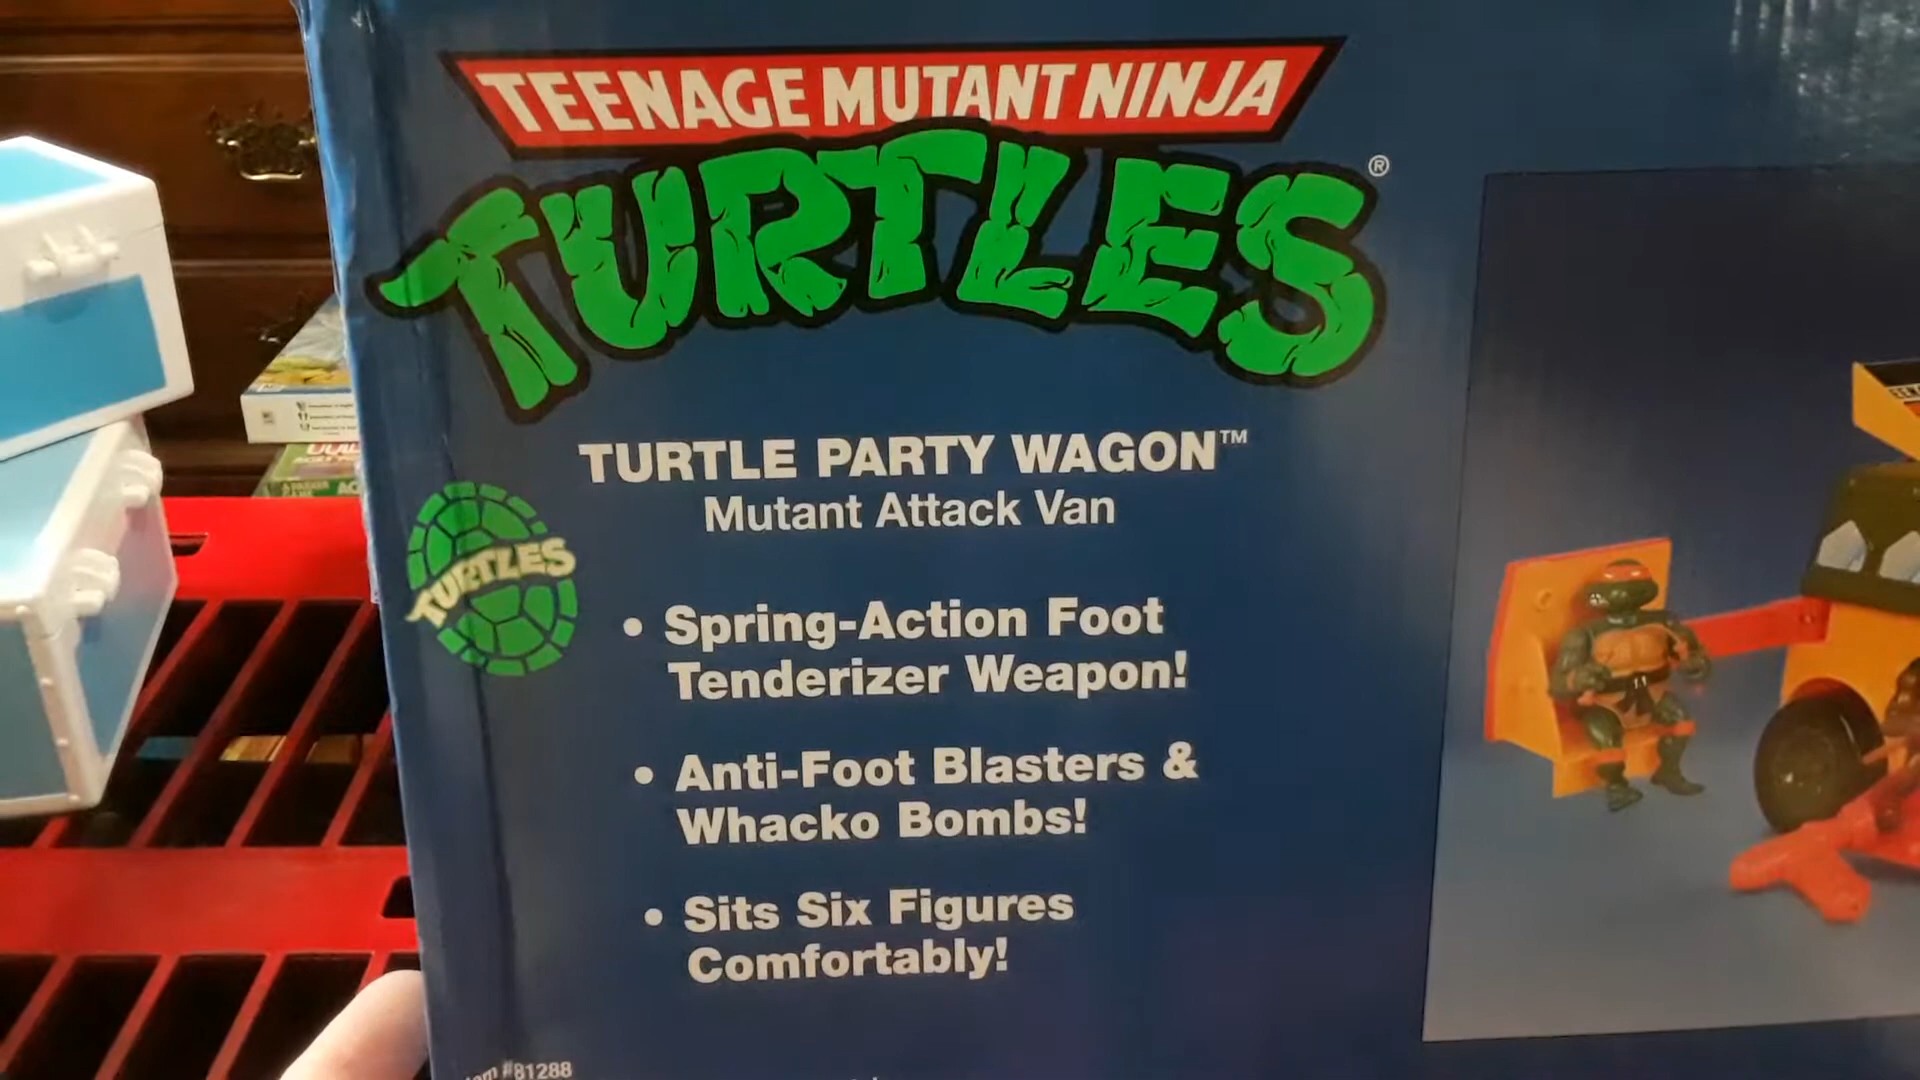 TEENAGE MUTANT NINJA
TURTLES®
TURTLE PARTY WAGON™
Mutant Attack Van
TURTLES
• Spring-Action Foot
Tenderizer Weapon!
• Anti-Foot Blasters &
Whacko Bombs!
• Sits Six Figures
Comfortably!
#81288